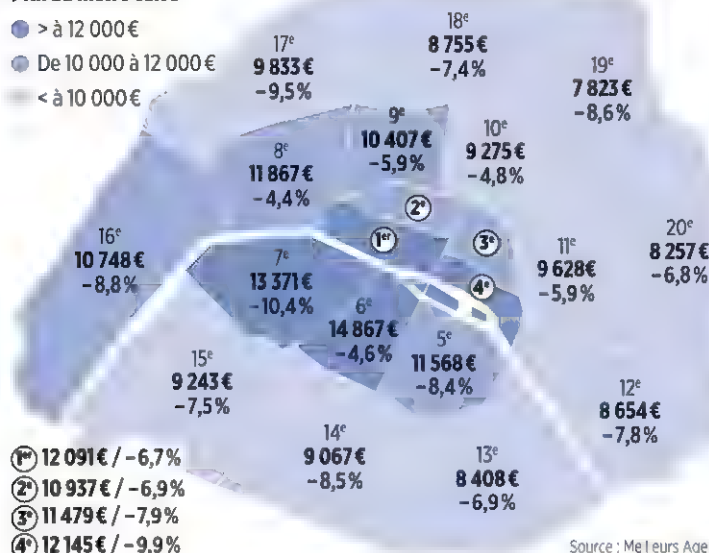 > à 12 000 €
De 10 000 à 12 000 €
< à 10 000 €
17e
9 833 €
-9,5%
18e
8 755 €
-7,4%
19e
7 823 €
-8,6%
8e
11 867 €
-4,4%
9e
10 407 €
-5,9%
10e
9 275 €
-4,8%
2e
1er
3e
4e
16e
10 748 €
-8,8%
7e
13 371 €
-10,4%
6e
14 867 €
-4,6%
5e
11 568 €
-8,4%
11e
9 628€
-5,9%
20e
8 257 €
-6,8%
15e
9 243 €
-7,5%
14e
9 067 €
-8,5%
13e
8 408 €
-6,9%
12e
8 654 €
-7,8%
1er 12 091 € / -6,7%
2e 10 937 € / -6,9%
3e 11 479 € / -7,9%
4e 12 145 € / -9,9%
Source : Me